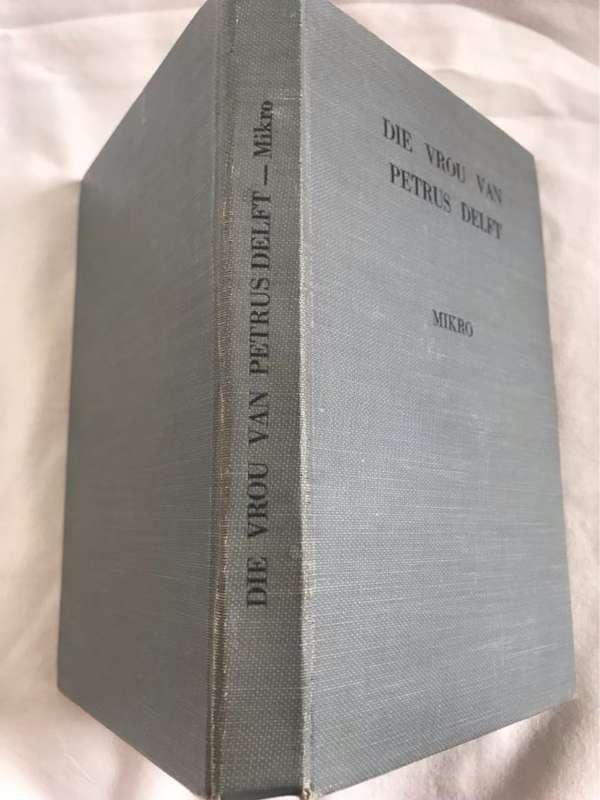 DIE VROU VAN PETRUS DELFT — Mikro
DIE VROU VAN
PETRUS DELFT
MIKRO